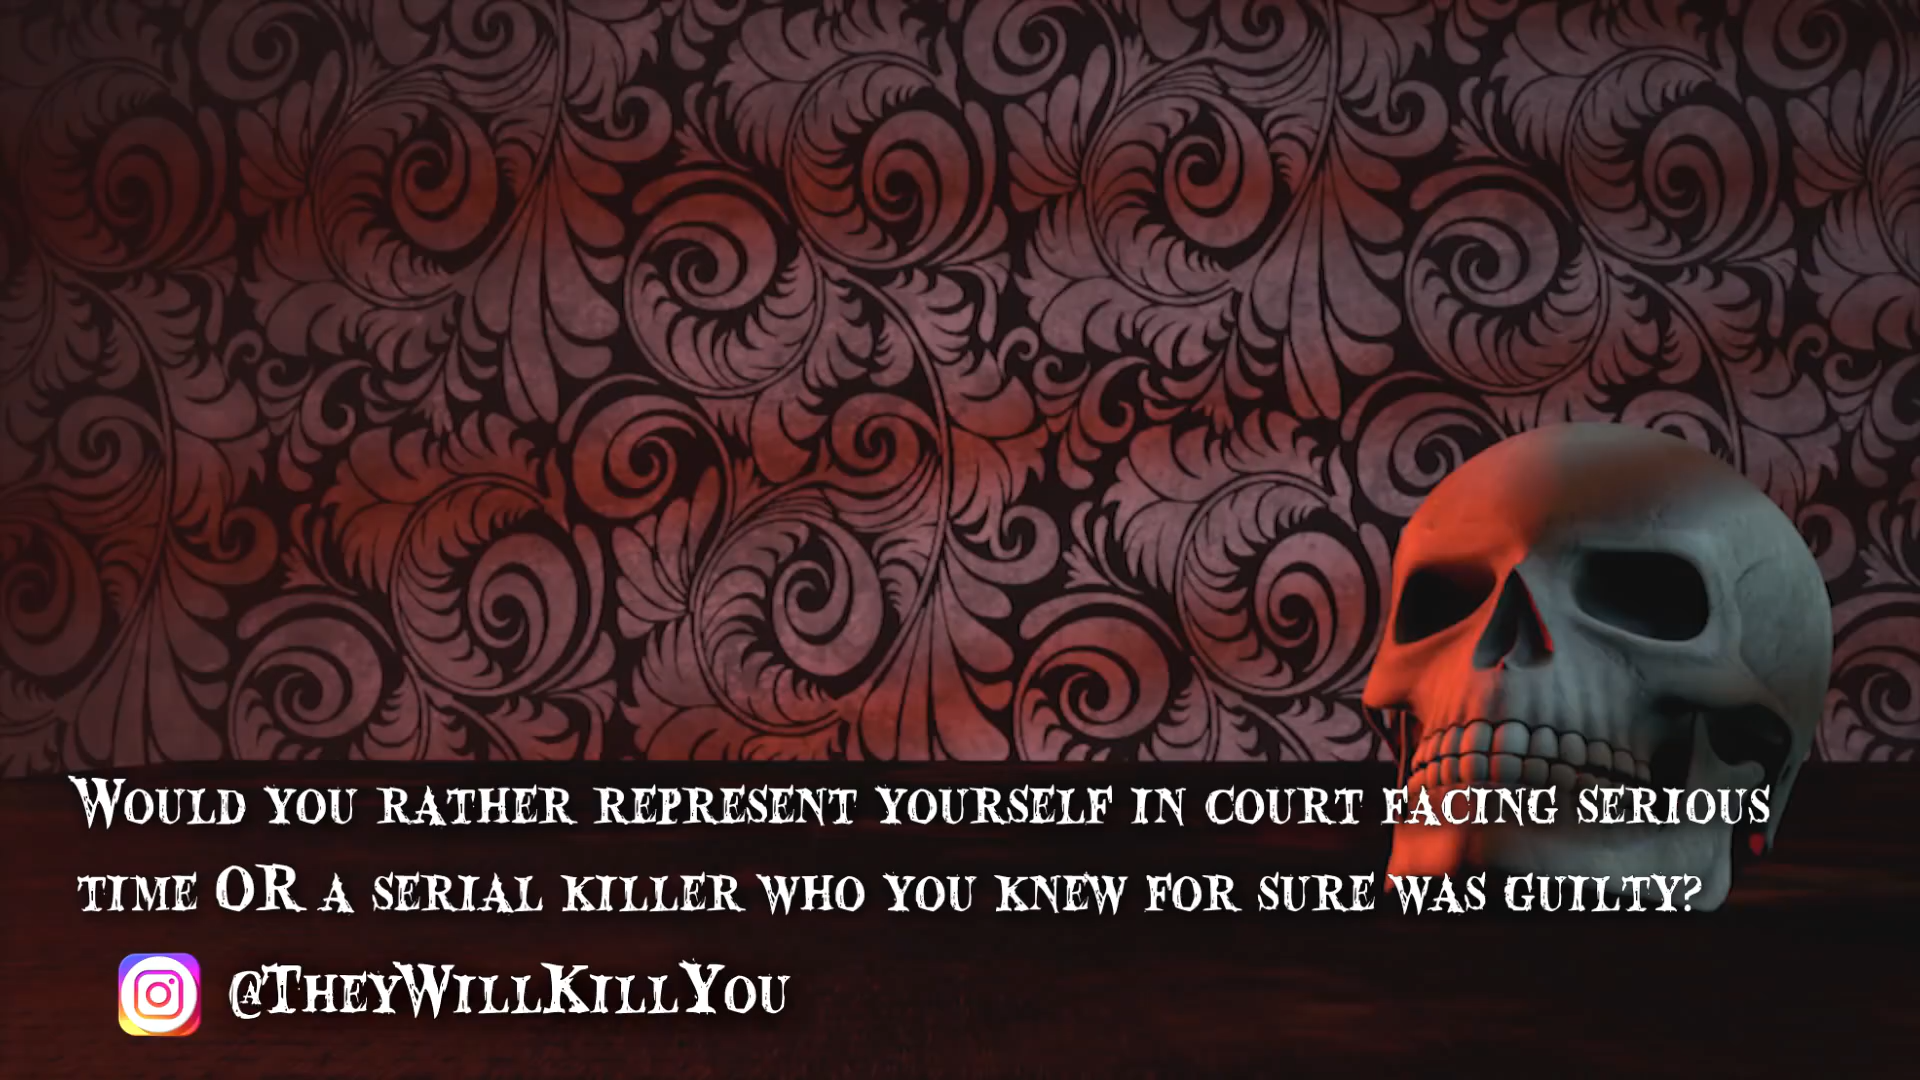 Would you rather represent yourself in court facing serious
time OR a serial killer who you knew for sure was guilty?
@TheyWillKillYou